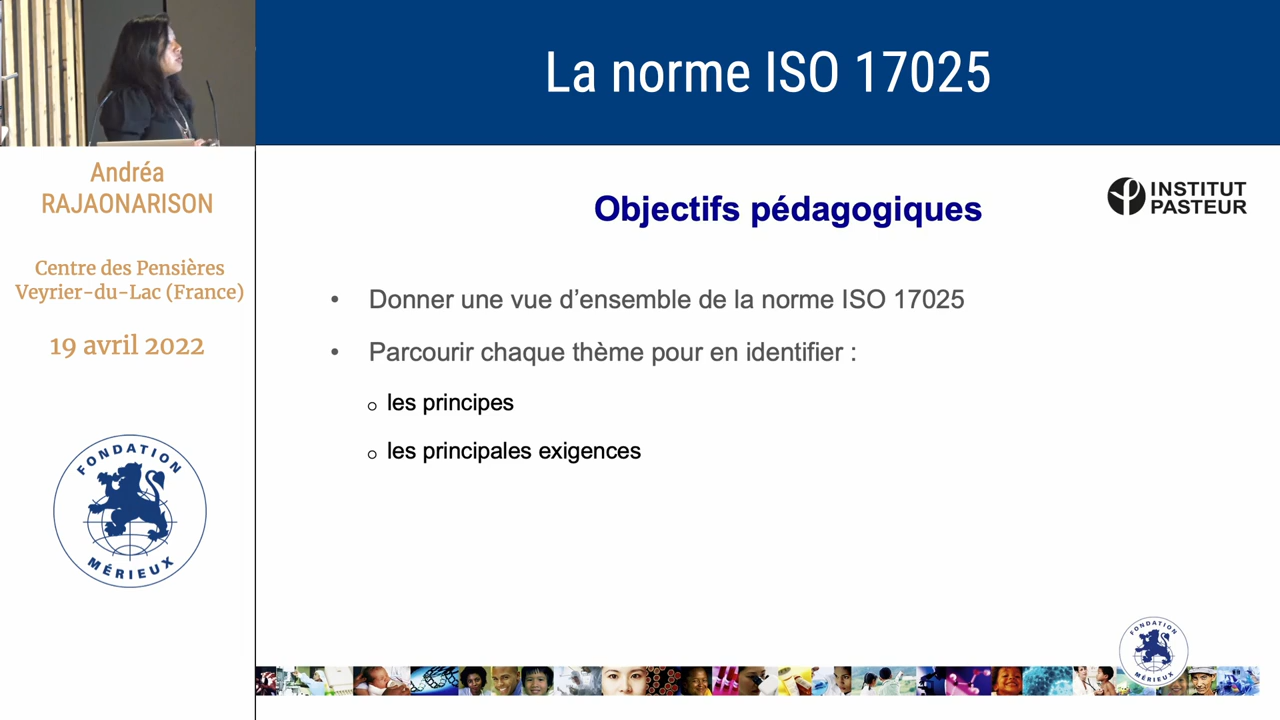 La norme ISO 17025
Andréa
RAJAONARISON
Centre des Pensières
Veyrier-du-Lac (France)
19 avril 2022
FONDATION
MÉRIEUX
Objectifs pédagogiques
INSTITUT
PASTEUR
• Donner une vue d’ensemble de la norme ISO 17025
• Parcourir chaque thème pour en identifier :
o les principes
o les principales exigences
FONDATION
MÉRIEUX